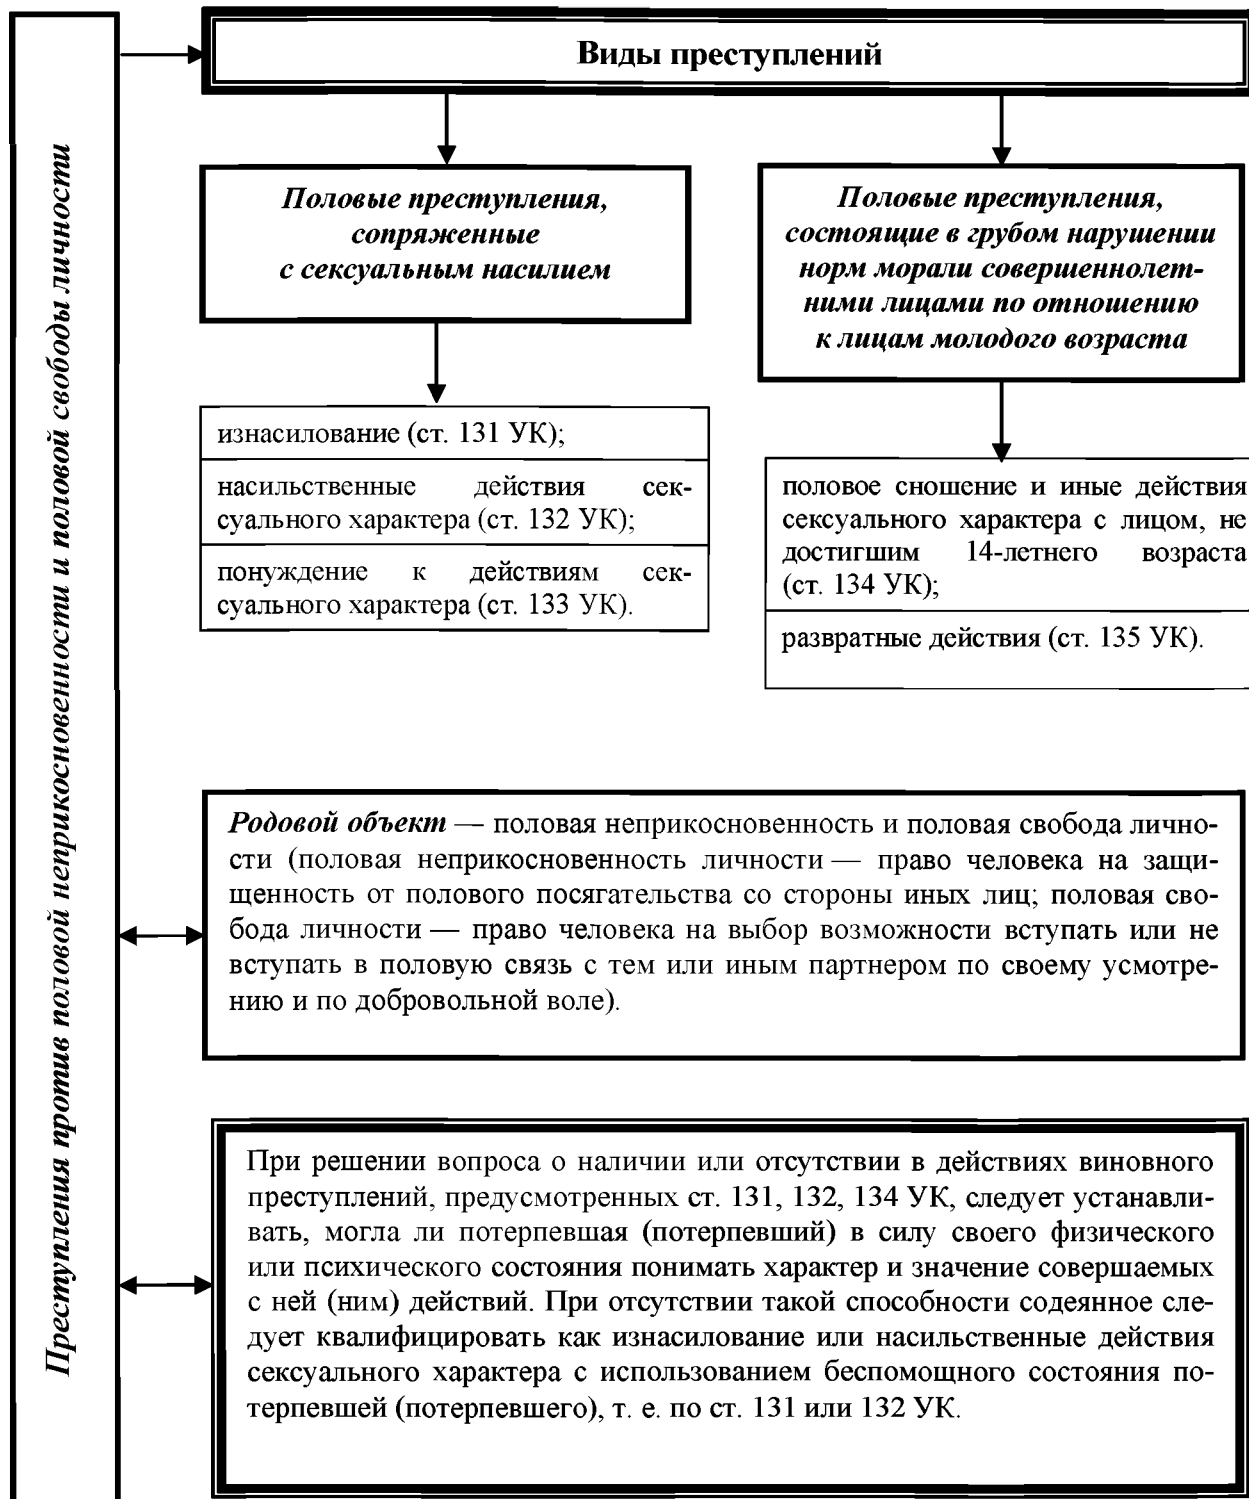 Преступления против половой неприкосновенности и половой свободы личности
Виды преступлений
Половые преступления,
сопряженные
с сексуальным насилием
Половые преступления,
состоящие в грубом нарушении
норм морали совершеннолет-
ними лицами по отношению
к лицам молодого возраста
изнасилование (ст. 131 УК);
насильственные действия сек-
суального характера (ст. 132 УК);
понуждение к действиям сек-
суального характера (ст. 133 УК).
половое сношение и иные действия
сексуального характера с лицом, не
достигшим 14-летнего возраста
(ст. 134 УК);
развратные действия (ст. 135 УК).
Родовой объект — половая неприкосновенность и половая свобода лично-
сти (половая неприкосновенность личности — право человека на защи-
щенность от полового посягательства со стороны иных лиц; половая сво-
бода личности — право человека на выбор возможности вступать или не
вступать в половую связь с тем или иным партнером по своему усмотре-
нию и по добровольной воле).
При решении вопроса о наличии или отсутствии в действиях виновного
преступлений, предусмотренных ст. 131, 132, 134 УК, следует устанавли-
вать, могла ли потерпевшая (потерпевший) в силу своего физического
или психического состояния понимать характер и значение совершаемых
с ней (ним) действий. При отсутствии такой способности содеянное сле-
дует квалифицировать как изнасилование или насильственные действия
сексуального характера с использованием беспомощного состояния по-
терпевшей (потерпевшего), т. е. по ст. 131 или 132 УК.